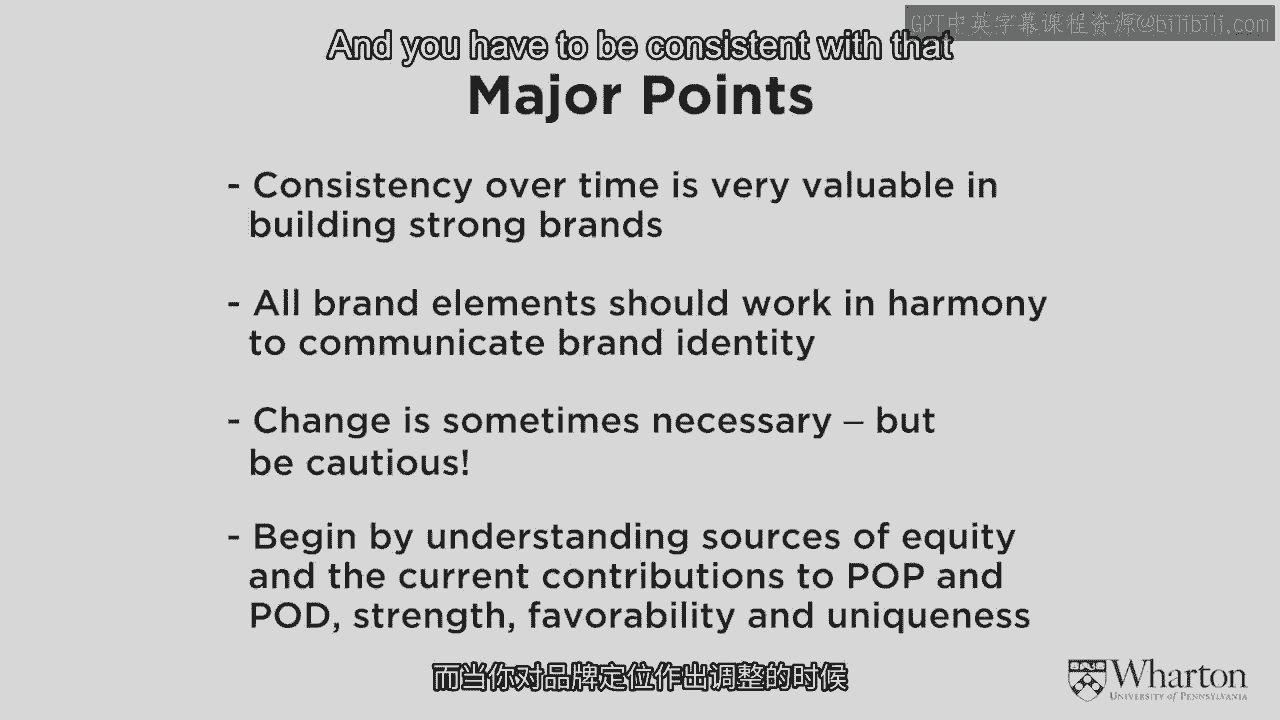 GPT中英字幕课程资源@bilibili.com
And you have to be consistent with that
Major Points
- Consistency over time is very valuable in
building strong brands
- All brand elements should work in harmony
to communicate brand identity
- Change is sometimes necessary – but
be cautious!
- Begin by understanding sources of equity
and the current contributions to POP and
POD, strength, favorability and uniqueness
而当你对品牌定位作出调整的时候
Wharton
UNIVERSITY of PENNSYLVANIA